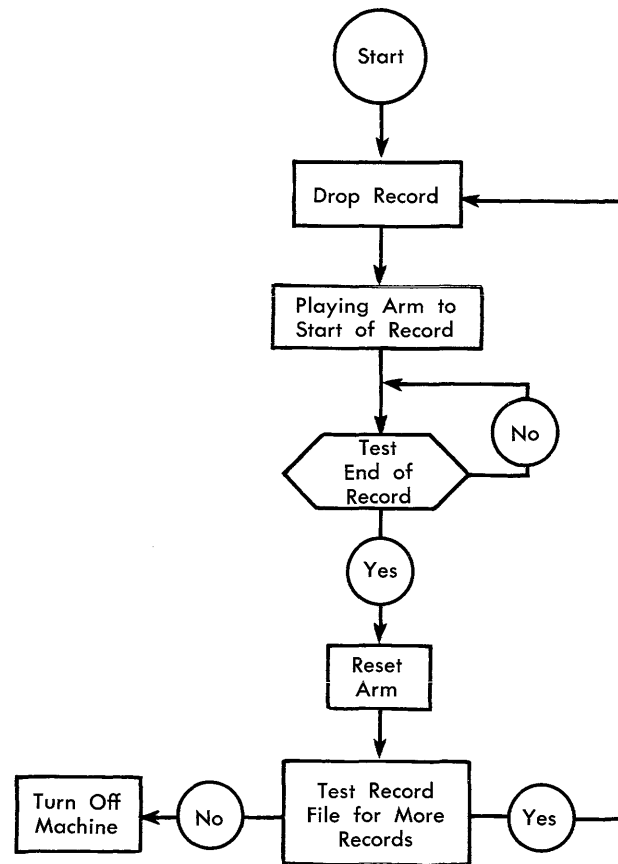 Start
Drop Record
Playing Arm to
Start of Record
No
Test
End of
Record
Yes
Reset
Arm
Turn Off
Machine
No
Test Record
File for More
Records
Yes